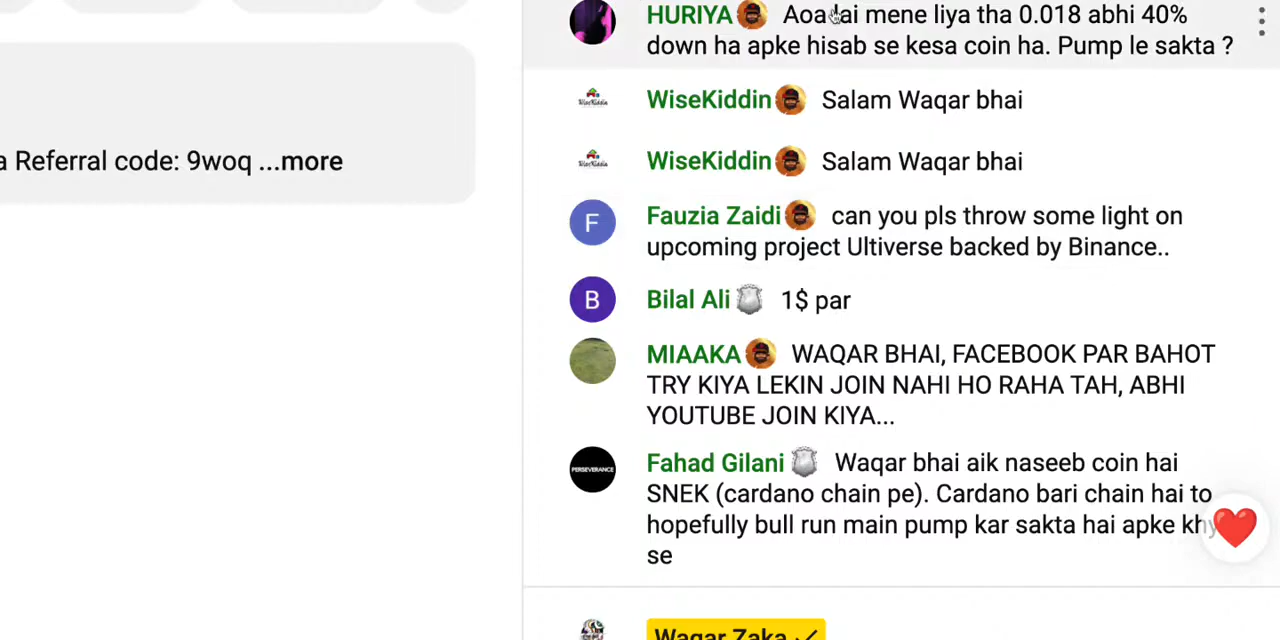 HURIYA Aoa lai mene liya tha 0.018 abhi 40%
down ha apke hisab se kesa coin ha. Pump le sakta ?
WiseKiddin Salam Waqar bhai
WiseKiddin Salam Waqar bhai
a Referral code: 9woq ...more
Fauzia Zaidi can you pls throw some light on
upcoming project Ultiverse backed by Binance..
F
Bilal Ali 1$ par
B
MIAAKA WAQAR BHAI, FACEBOOK PAR BAHOT
TRY KIYA LEKIN JOIN NAHI HO RAHA TAH, ABHI
YOUTUBE JOIN KIYA...
PERSEVERANCE
Fahad Gilani Waqar bhai aik naseeb coin hai
SNEK (cardano chain pe). Cardano bari chain hai to
hopefully bull run main pump kar sakta hai apke khy
se
Waqar Zaka